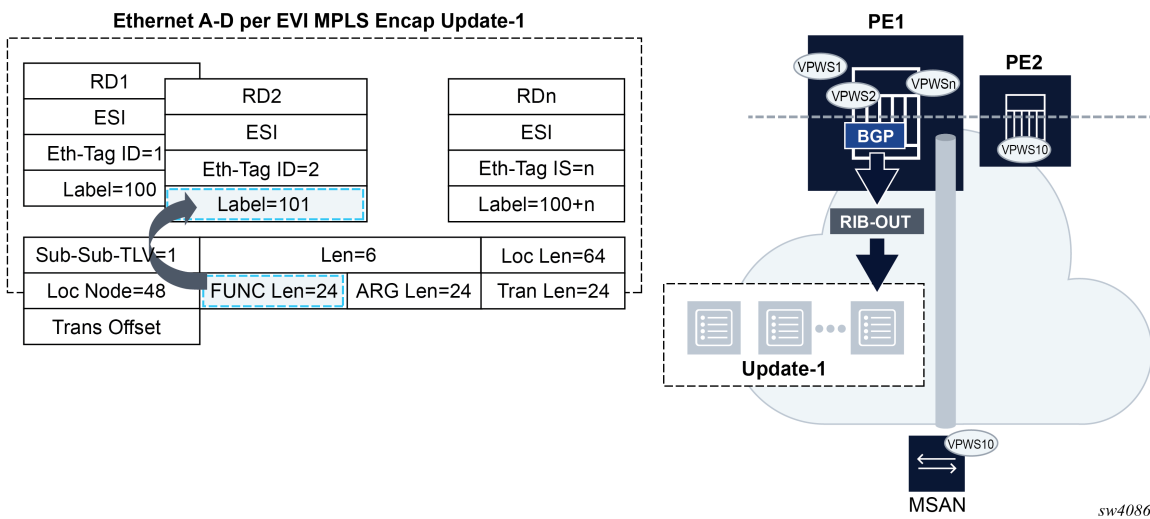 Ethernet A-D per EVI MPLS Encap Update-1
RD1
ESI
Eth-Tag ID=1
Label=100
RD2
ESI
Eth-Tag ID=2
Label=101
RDn
ESI
Eth-Tag IS=n
Label=100+n
Sub-Sub-TLV=1
Len=6
Loc Len=64
Loc Node=48
FUNC Len=24
ARG Len=24
Tran Len=24
Trans Offset
PE1
VPWS1
VPWS2
VPWSn
BGP
PE2
VPWS10
RIB-OUT
Update-1
VPWS10
MSAN
sw4086